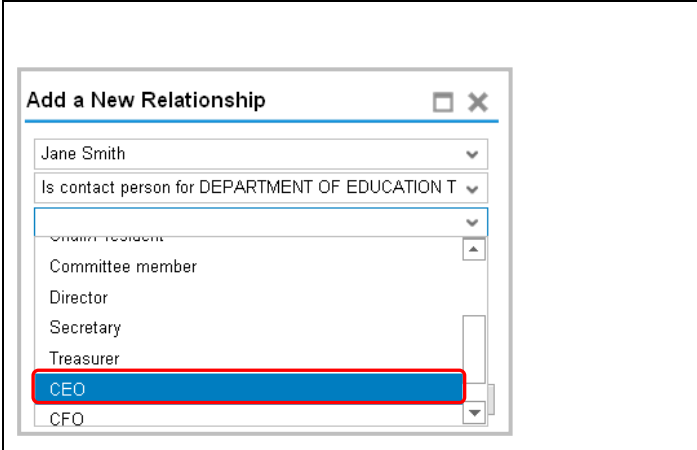 Add a New Relationship
Jane Smith
Is contact person for DEPARTMENT OF EDUCATION T
Committee member
Director
Secretary
Treasurer
CEO
CFO